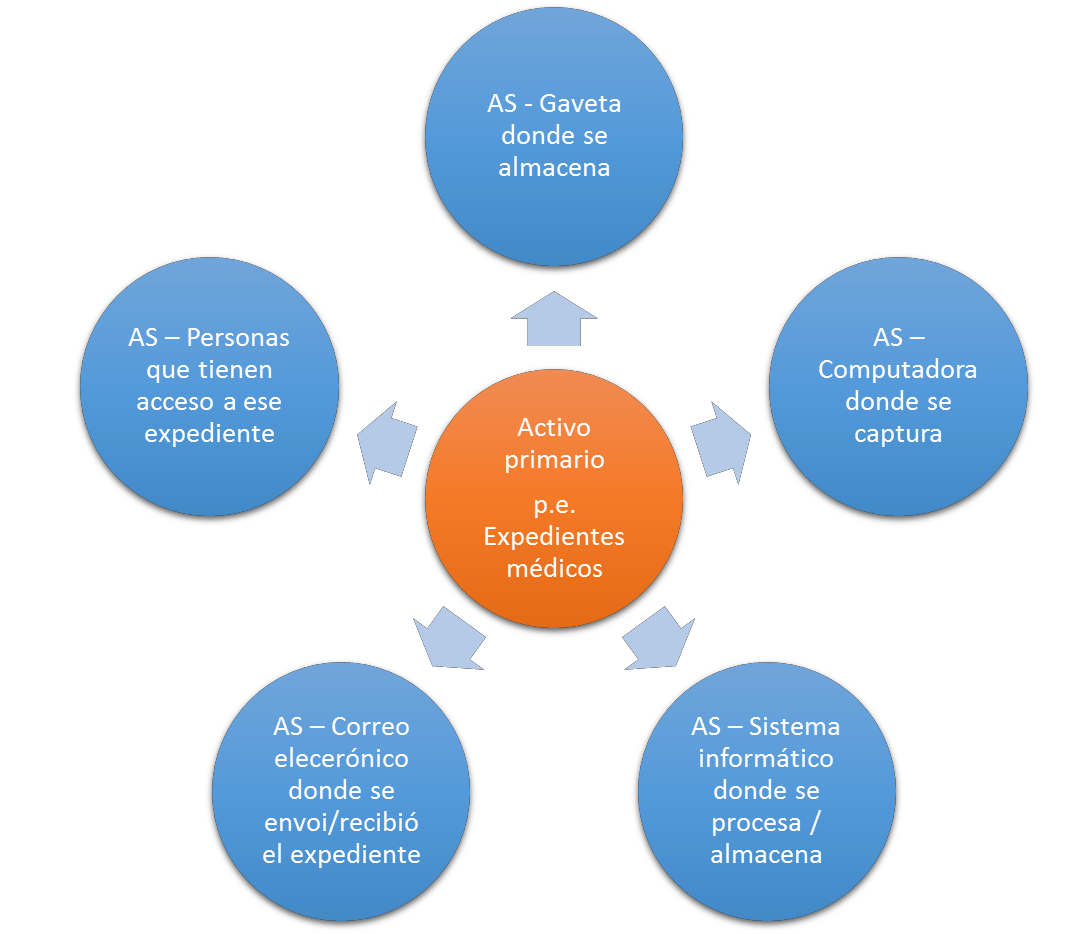 AS - Gaveta
donde se
almacena
AS – Personas
que tienen
acceso a ese
expediente
AS –
Computadora
donde se
captura
Activo
primario
p.e.
Expedientes
médicos
AS – Correo
elecerónico
donde se
envoi/recibió
el expediente
AS – Sistema
informático
donde se
procesa /
almacena